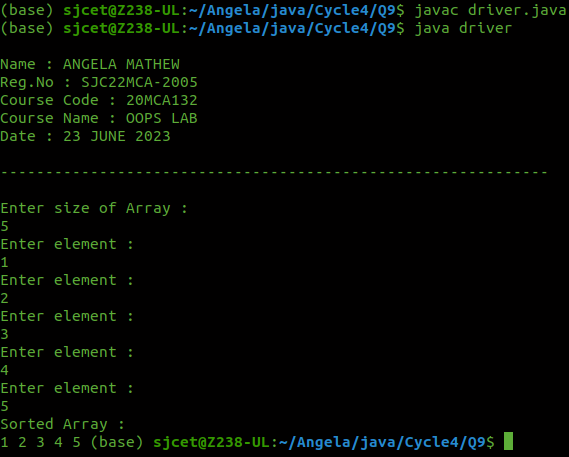 (base) sjcet@Z238-UL:~/Angela/java/Cycle4/Q9$ javac driver.java
(base) sjcet@Z238-UL:~/Angela/java/Cycle4/Q9$ java driver
Name : ANGELA MATHEW
Reg.No : SJC22MCA-2005
Course Code : 20MCA132
Course Name : OOPS LAB
Date : 23 JUNE 2023
-------------------------------------------------------------
Enter size of Array :
5
Enter element :
1
Enter element :
2
Enter element :
3
Enter element :
4
Enter element :
5
Sorted Array :
1 2 3 4 5 (base) sjcet@Z238-UL:~/Angela/java/Cycle4/Q9$